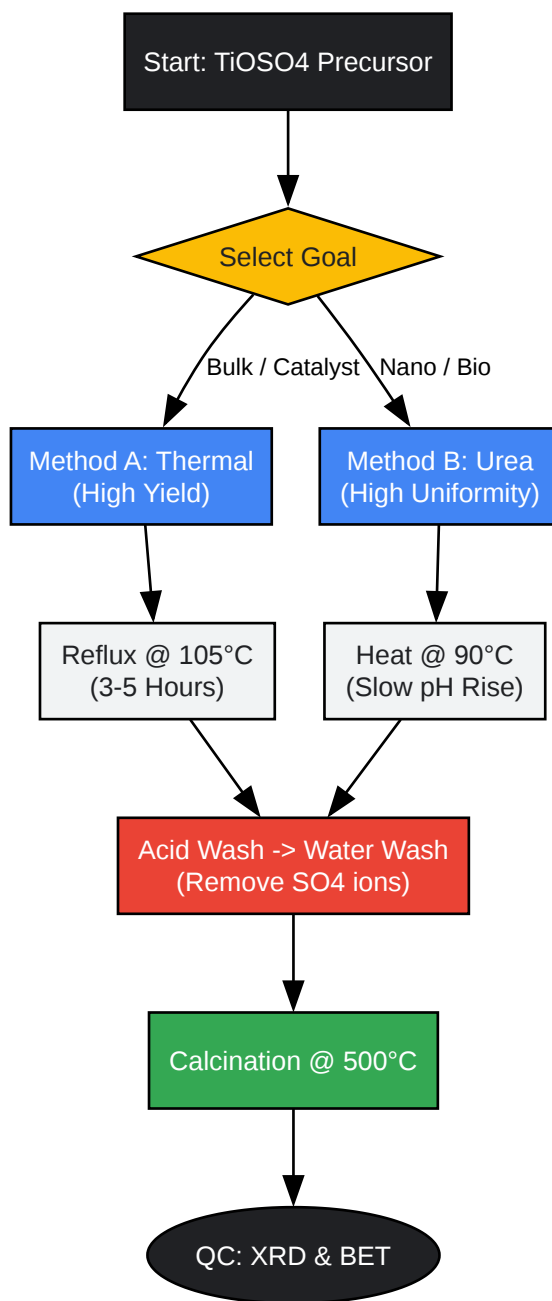 Start: TiOSO4 Precursor
Select Goal
Bulk / Catalyst
Nano / Bio
Method A: Thermal
(High Yield)
Method B: Urea
(High Uniformity)
Reflux @ 105°C
(3-5 Hours)
Heat @ 90°C
(Slow pH Rise)
Acid Wash -> Water Wash
(Remove SO4 ions)
Calcination @ 500°C
QC: XRD & BET